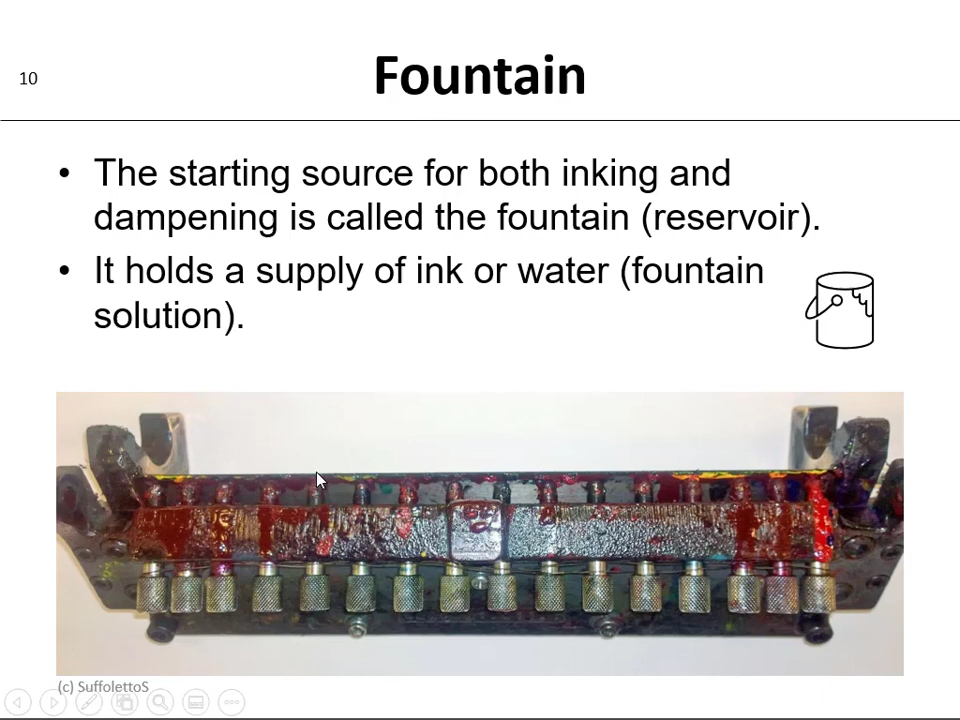 10
Fountain
• The starting source for both inking and
dampening is called the fountain (reservoir).
• It holds a supply of ink or water (fountain
solution).
(c) SuffolettoS